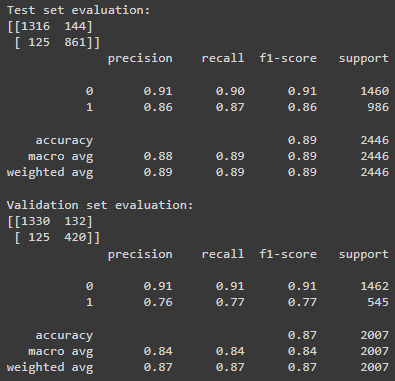 Test set evaluation:
[[1316  144]
 [ 125  861]]
              precision    recall  f1-score   support

           0       0.91      0.90      0.91      1460
           1       0.86      0.87      0.86       986

    accuracy                           0.89      2446
   macro avg       0.88      0.89      0.89      2446
weighted avg       0.89      0.89      0.89      2446

Validation set evaluation:
[[1330  132]
 [ 125  420]]
              precision    recall  f1-score   support

           0       0.91      0.91      0.91      1462
           1       0.76      0.77      0.77       545

    accuracy                           0.87      2007
   macro avg       0.84      0.84      0.84      2007
weighted avg       0.87      0.87      0.87      2007